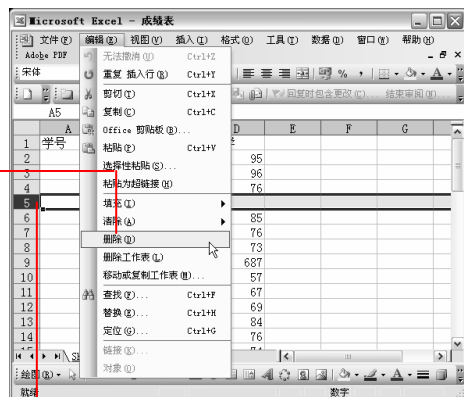 Microsoft Excel - 成绩表
文件(F) 编辑(E) 视图(V) 插入(I) 格式(O) 工具(T) 数据(D) 窗口(W) 帮助(H)
Adobe PDF
宋体
答复时包含更改(C)... 结束审阅(N)...
A5
A D E F G
1 学号
2 95
3 96
4 76
5
6 85
7 76
8 73
9 687
10 57
11 67
12 69
13 84
14 76
无法撤消(U) Ctrl+Z
重复 插入行(R) Ctrl+Y
剪切(T) Ctrl+X
复制(C) Ctrl+C
Office 剪贴板(B)...
粘贴(P) Ctrl+V
选择性粘贴(S)...
粘贴为超链接(H)
填充(I)
清除(A)
删除(D)
删除工作表(L)
移动或复制工作表(M)...
查找(F)... Ctrl+F
替换(E)... Ctrl+H
定位(G)... Ctrl+G
链接(K)...
对象(O)
绘图(R)
就绪 数字